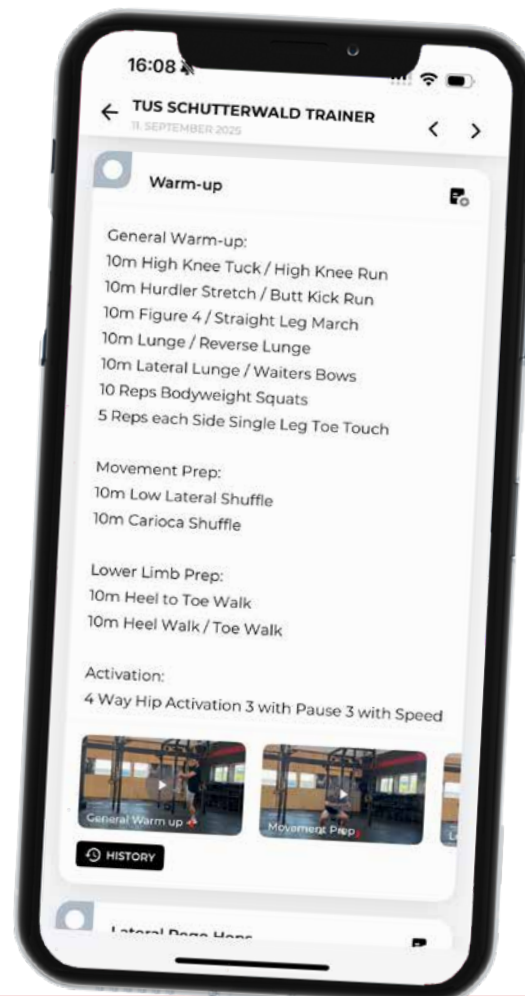 16:08
TUS SCHUTTERWALD TRAINER
11. SEPTEMBER 2025
Warm-up
General Warm-up:
10m High Knee Tuck / High Knee Run
10m Hurdler Stretch / Butt Kick Run
10m Figure 4 / Straight Leg March
10m Lunge / Reverse Lunge
10m Lateral Lunge / Waiters Bows
10 Reps Bodyweight Squats
5 Reps each Side Single Leg Toe Touch
Movement Prep:
10m Low Lateral Shuffle
10m Carioca Shuffle
Lower Limb Prep:
10m Heel to Toe Walk
10m Heel Walk / Toe Walk
Activation:
4 Way Hip Activation 3 with Pause 3 with Speed
General Warm up
Movement Prep
HISTORY
Lateral Pogo Hops